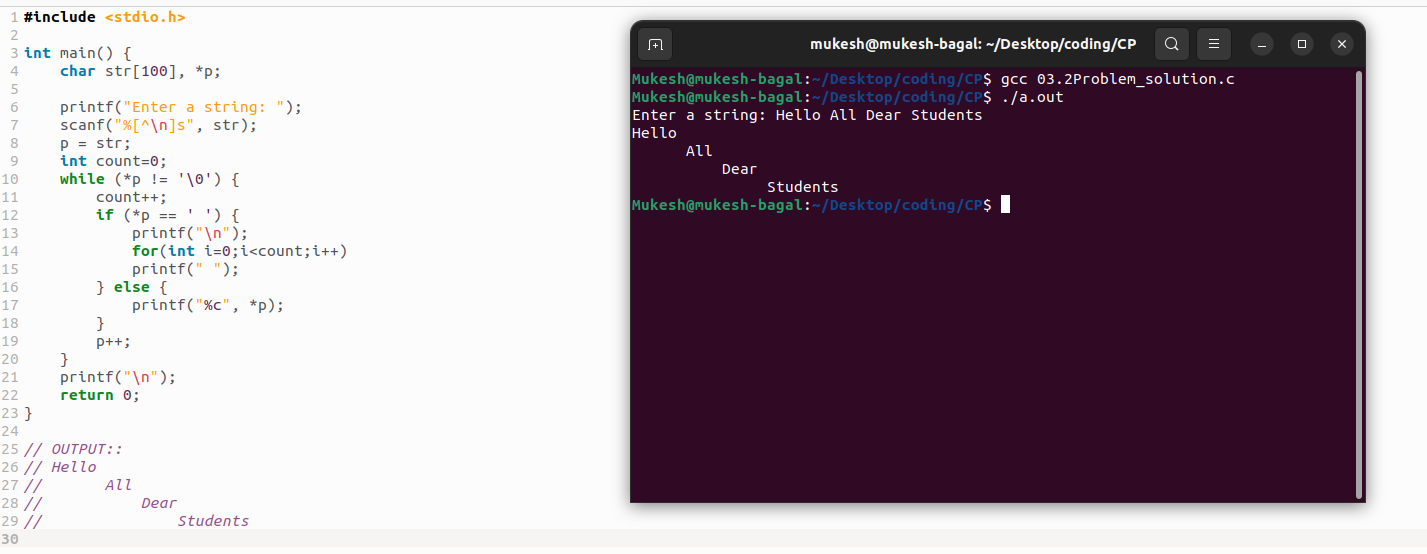 1 #include <stdio.h>
2
3 int main() {
4     char str[100], *p;
5
6     printf("Enter a string: ");
7     scanf("%[^\n]s", str);
8     p = str;
9     int count=0;
10     while (*p != '\0') {
11         count++;
12         if (*p == ' ') {
13             printf("\n");
14             for(int i=0;i<count;i++)
15             printf(" ");
16         } else {
17             printf("%c", *p);
18         }
19         p++;
20     }
21     printf("\n");
22     return 0;
23 }
24
25 // OUTPUT::
26 // Hello
27 //       All
28 //           Dear
29 //               Students
30
mukesh@mukesh-bagal: ~/Desktop/coding/CP
Mukesh@mukesh-bagal:~/Desktop/coding/CP$ gcc 03.2Problem_solution.c
Mukesh@mukesh-bagal:~/Desktop/coding/CP$ ./a.out
Enter a string: Hello All Dear Students
Hello
      All
          Dear
               Students
Mukesh@mukesh-bagal:~/Desktop/coding/CP$